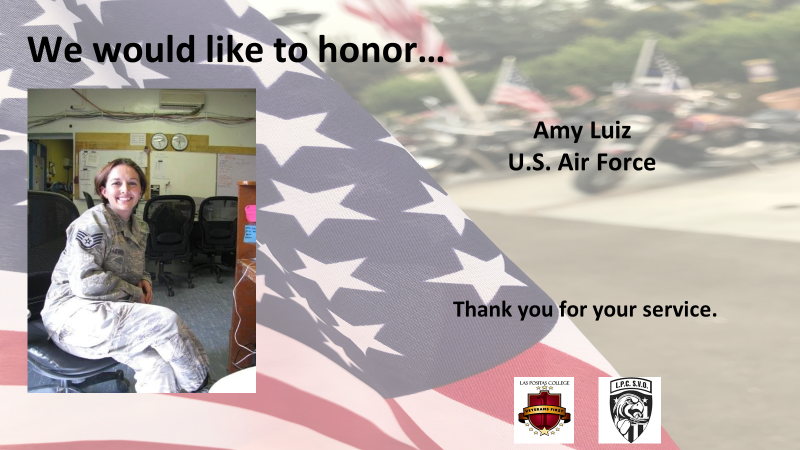 We would like to honor...
Amy Luiz
U.S. Air Force
Thank you for your service.
LAS POSITAS COLLEGE
VETERANS FIRST
L.P.C. S.V.O.